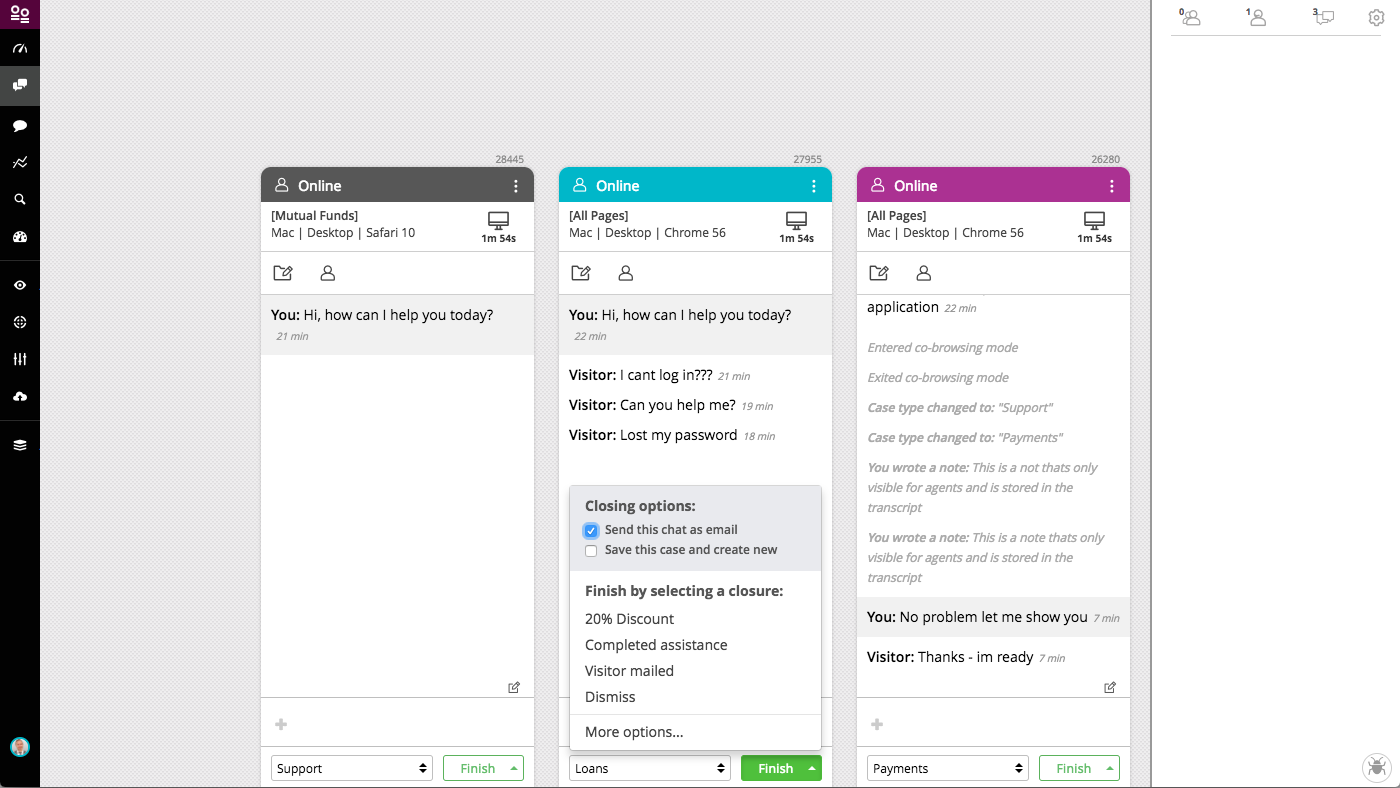 0
1
3
28445
Online
[Mutual Funds]
Mac | Desktop | Safari 10
1m 54s
You: Hi, how can I help you today?
21 min
Support
Finish
27955
Online
[All Pages]
Mac | Desktop | Chrome 56
1m 54s
You: Hi, how can I help you today?
22 min
Visitor: I cant log in??? 21 min
Visitor: Can you help me? 19 min
Visitor: Lost my password 18 min
Closing options:
Send this chat as email
Save this case and create new
Finish by selecting a closure:
20% Discount
Completed assistance
Visitor mailed
Dismiss
More options...
Loans
Finish
26280
Online
[All Pages]
Mac | Desktop | Chrome 56
1m 54s
application 22 min
Entered co-browsing mode
Exited co-browsing mode
Case type changed to: "Support"
Case type changed to: "Payments"
You wrote a note: This is a not thats only
visible for agents and is stored in the
transcript
You wrote a note: This is a note thats only
visible for agents and is stored in the
transcript
You: No problem let me show you 7 min
Visitor: Thanks - im ready 7 min
Payments
Finish